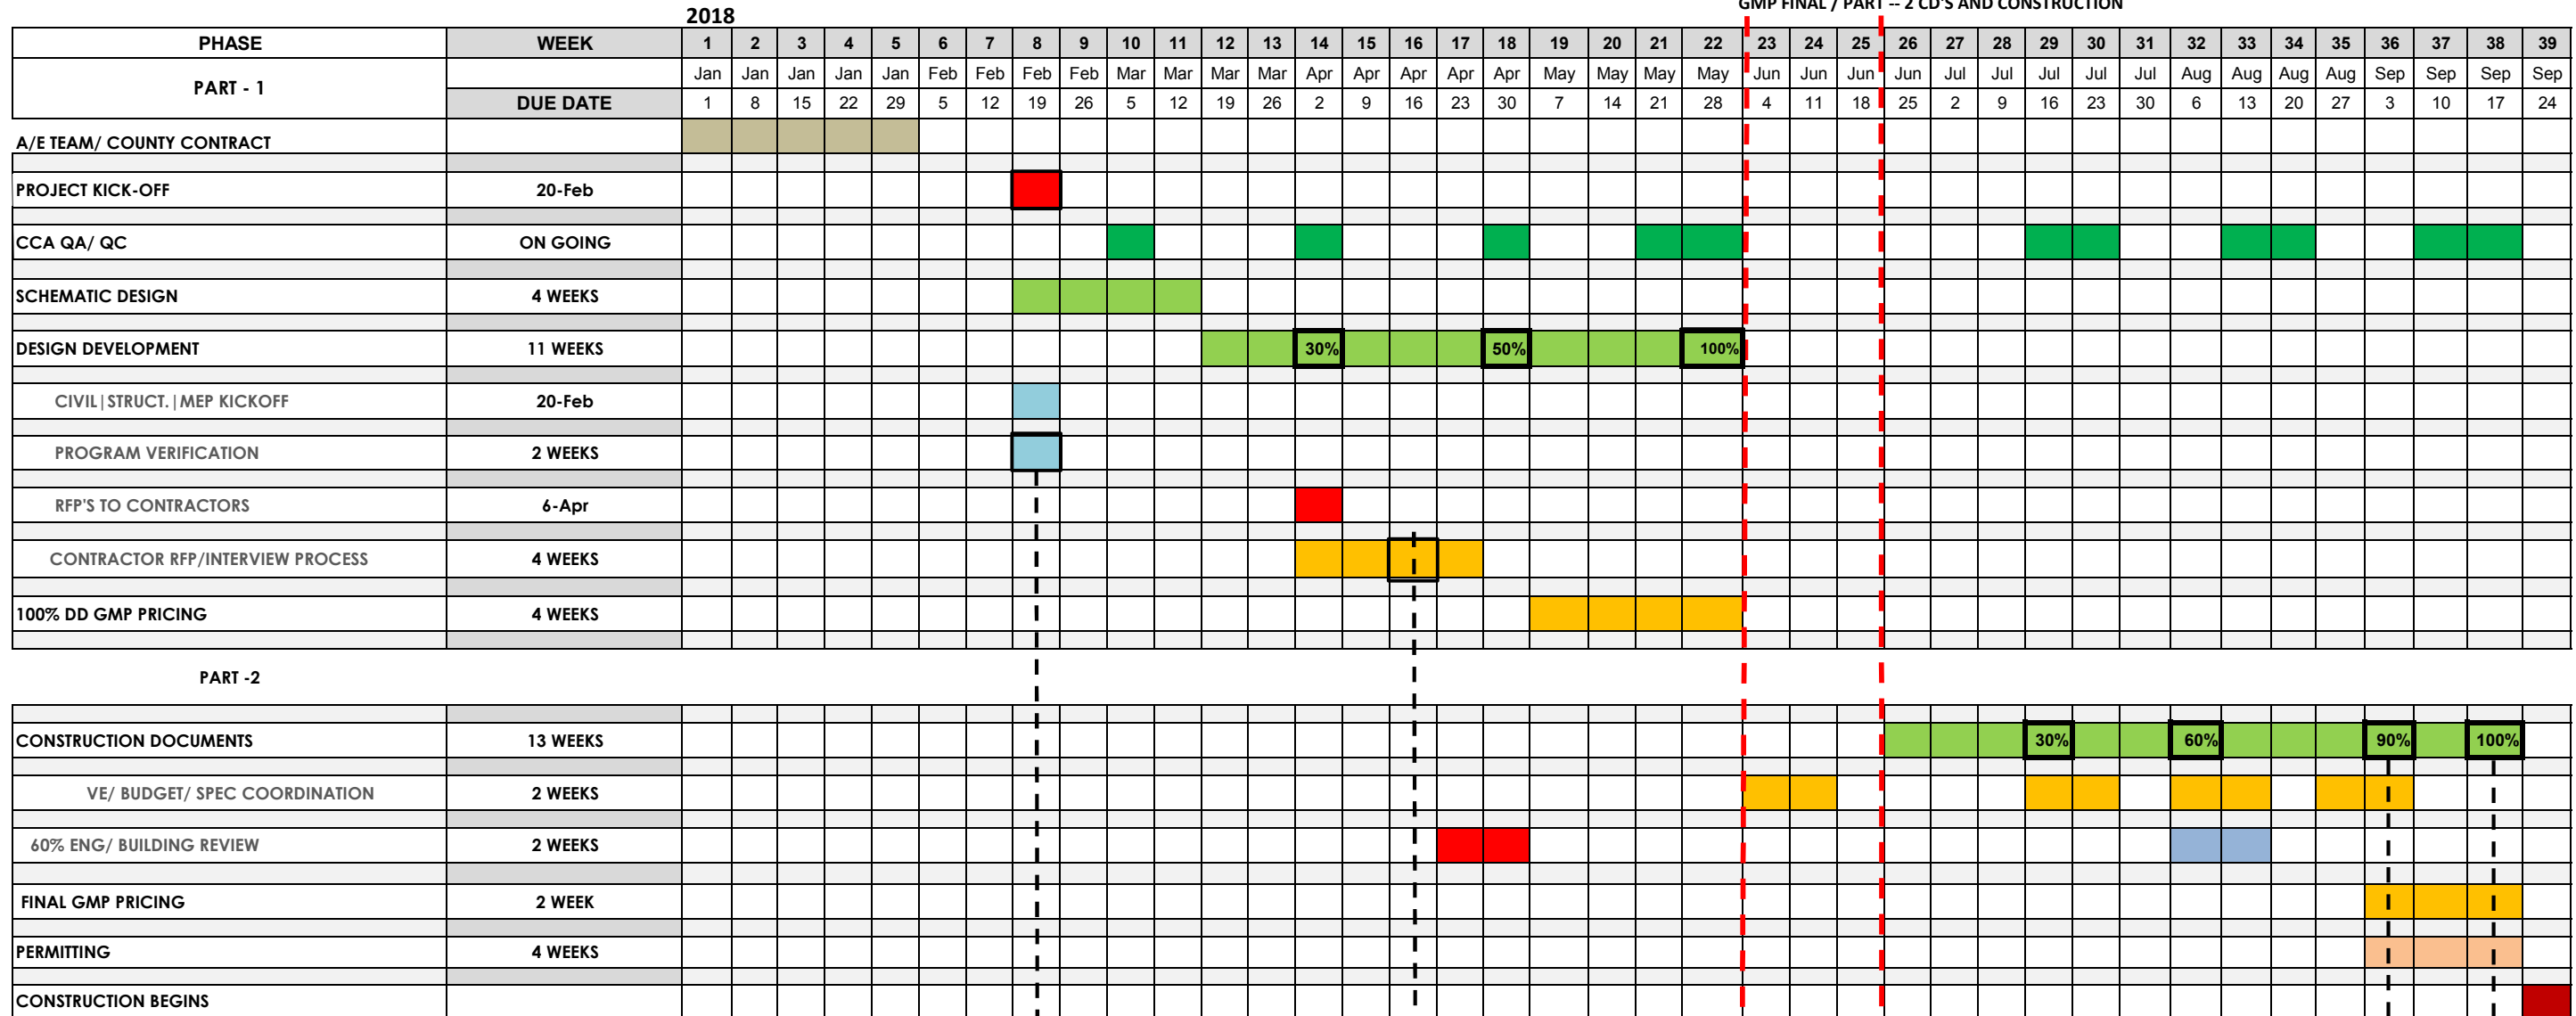 GMP FINAL / PART -- 2 CD'S AND CONSTRUCTION
2018
PHASE WEEK 1 2 3 4 5 6 7 8 9 10 11 12 13 14 15 16 17 18 19 20 21 22 23 24 25 26 27 28 29 30 31 32 33 34 35 36 37 38 39
PART - 1 Jan Jan Jan Jan Jan Feb Feb Feb Feb Mar Mar Mar Mar Apr Apr Apr Apr Apr May May May May Jun Jun Jun Jun Jul Jul Jul Jul Jul Aug Aug Aug Aug Sep Sep Sep Sep
DUE DATE 1 8 15 22 29 5 12 19 26 5 12 19 26 2 9 16 23 30 7 14 21 28 4 11 18 25 2 9 16 23 30 6 13 20 27 3 10 17 24
A/E TEAM/ COUNTY CONTRACT
PROJECT KICK-OFF 20-Feb
CCA QA/ QC ON GOING
SCHEMATIC DESIGN 4 WEEKS
DESIGN DEVELOPMENT 11 WEEKS 30% 50% 100%
CIVIL|STRUCT.|MEP KICKOFF 20-Feb
PROGRAM VERIFICATION 2 WEEKS
RFP'S TO CONTRACTORS 6-Apr
CONTRACTOR RFP/INTERVIEW PROCESS 4 WEEKS
100% DD GMP PRICING 4 WEEKS
PART -2
CONSTRUCTION DOCUMENTS 13 WEEKS 30% 60% 90% 100%
VE/ BUDGET/ SPEC COORDINATION 2 WEEKS
60% ENG/ BUILDING REVIEW 2 WEEKS
FINAL GMP PRICING 2 WEEK
PERMITTING 4 WEEKS
CONSTRUCTION BEGINS